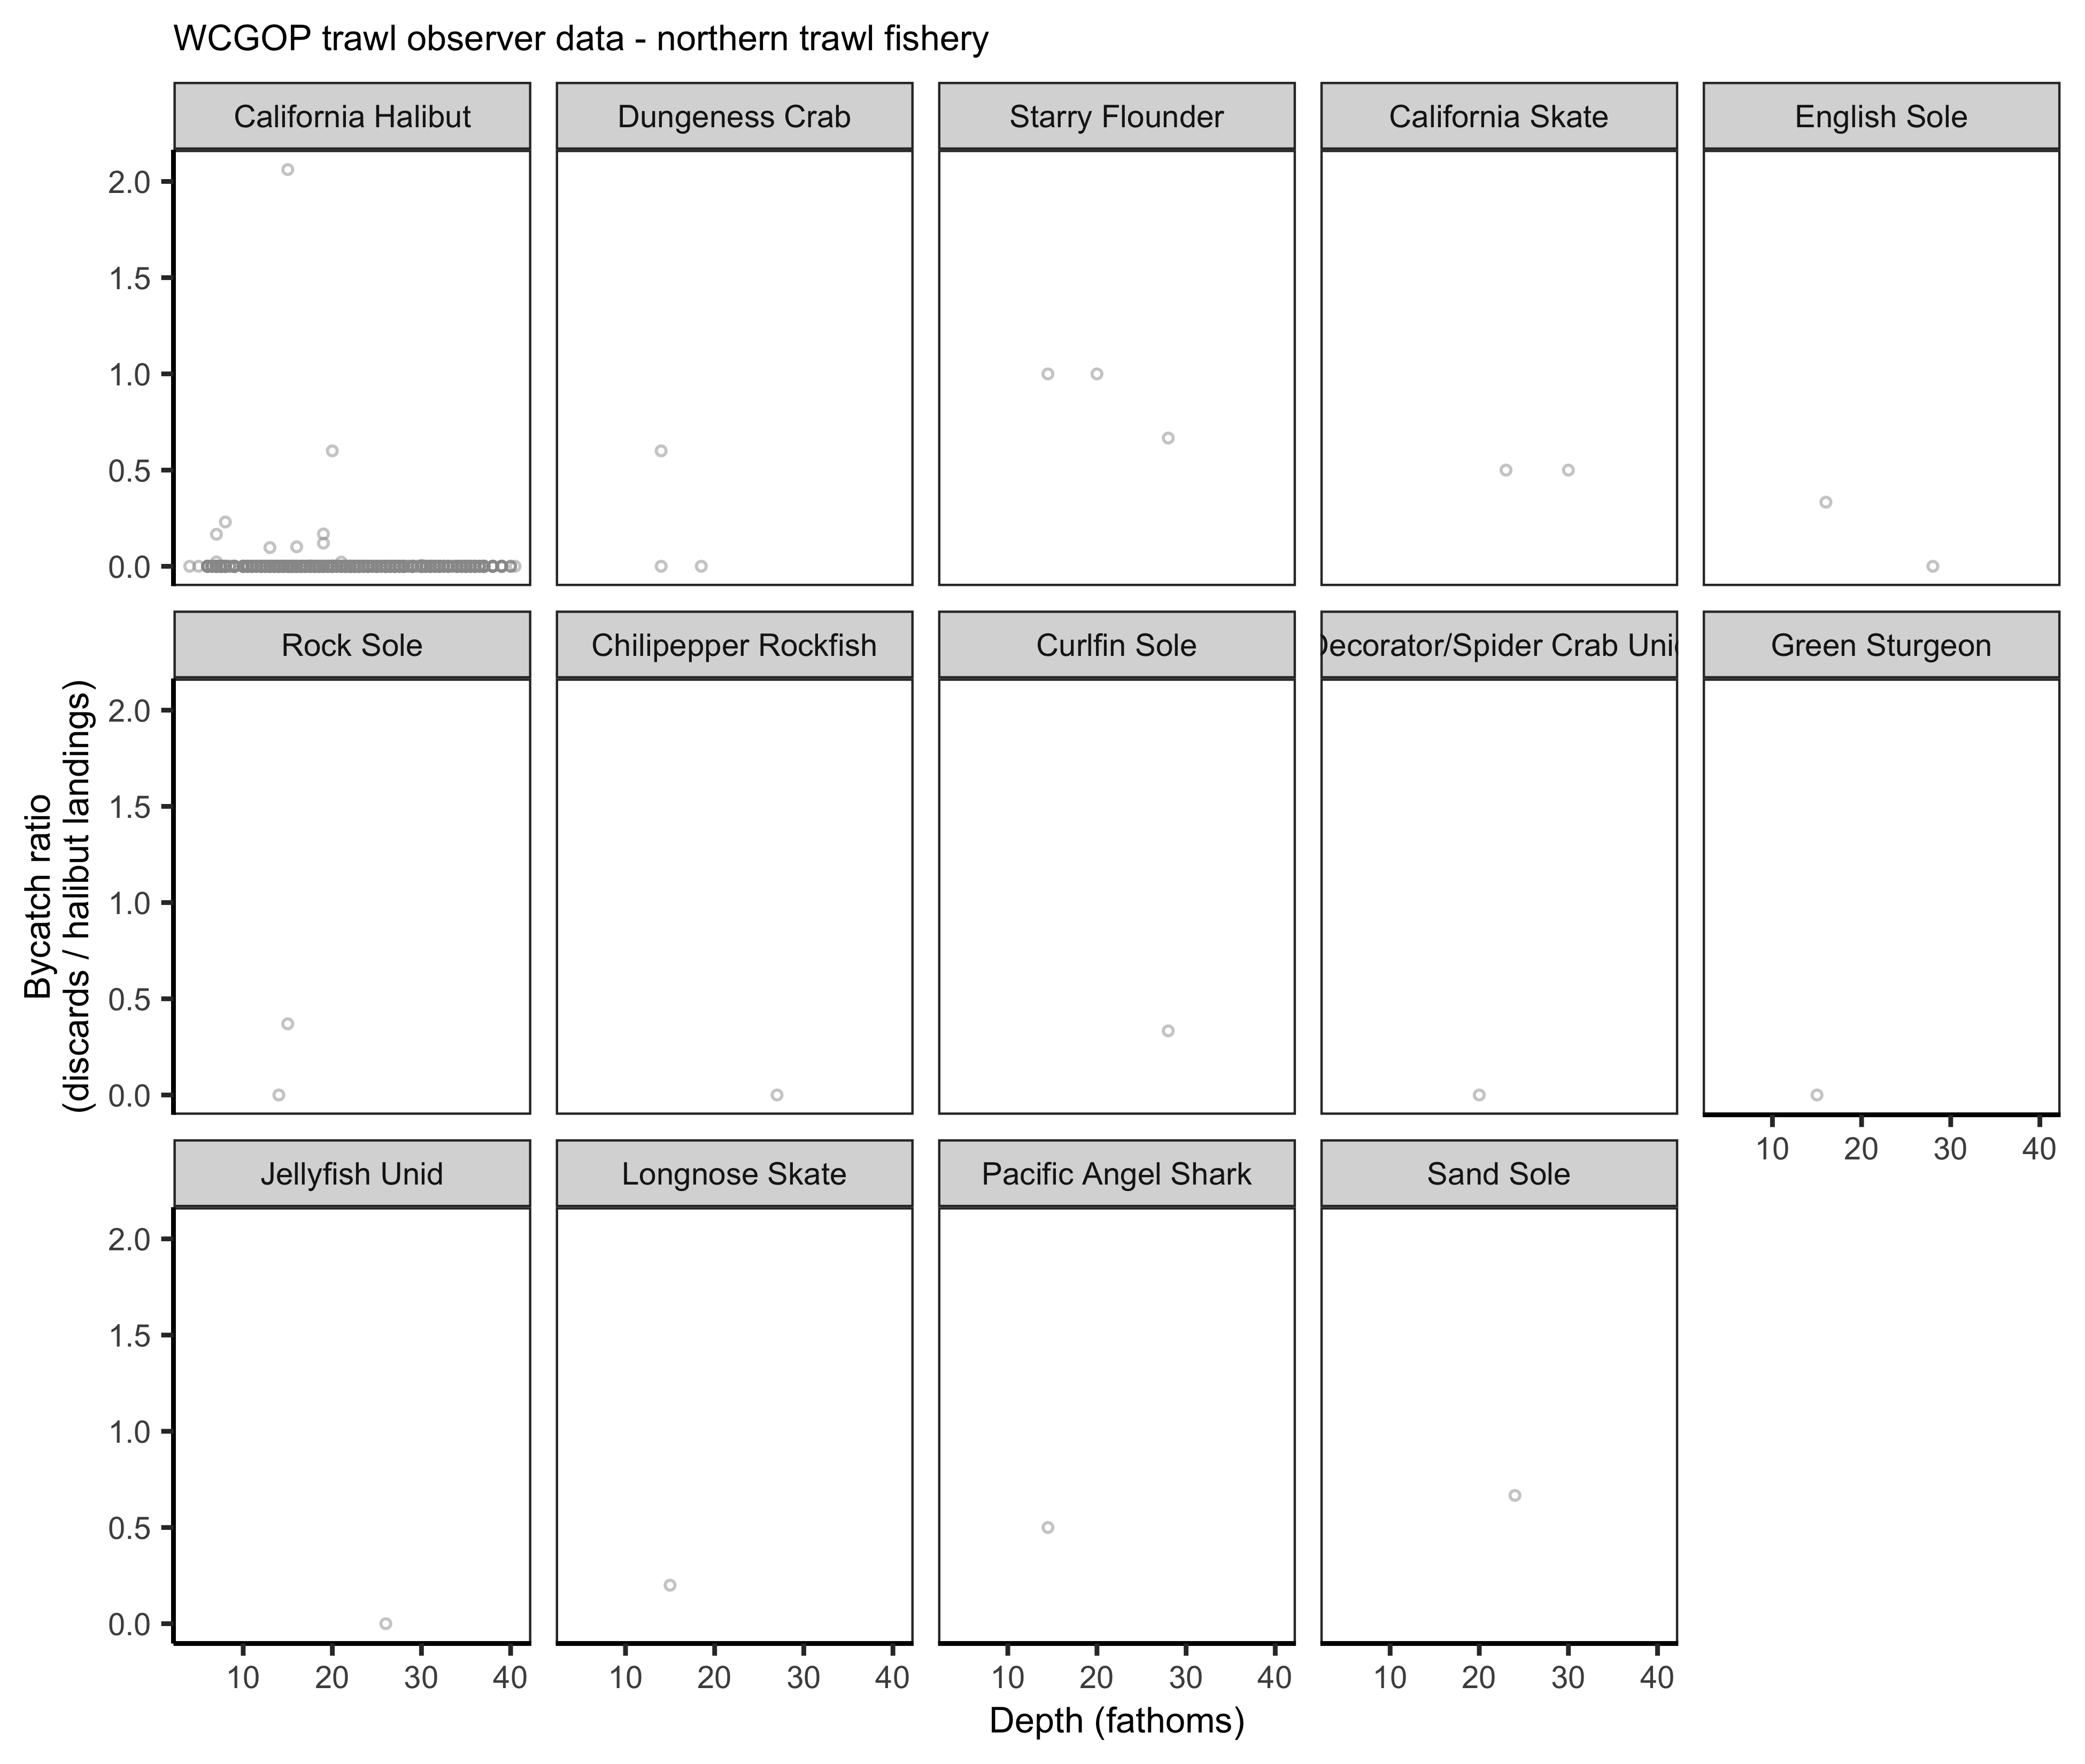 WCGOP trawl observer data - northern trawl fishery
California Halibut
Dungeness Crab
Starry Flounder
California Skate
English Sole
2.0
1.5
1.0
0.5
0.0
Rock Sole
Chilipepper Rockfish
Curlfin Sole
Decorator/Spider Crab Uni
Green Sturgeon
2.0
1.5
1.0
0.5
0.0
10 20 30 40
Jellyfish Unid
Longnose Skate
Pacific Angel Shark
Sand Sole
2.0
1.5
1.0
0.5
0.0
10 20 30 40
10 20 30 40
10 20 30 40
10 20 30 40
Depth (fathoms)
Bycatch ratio
(discards / halibut landings)